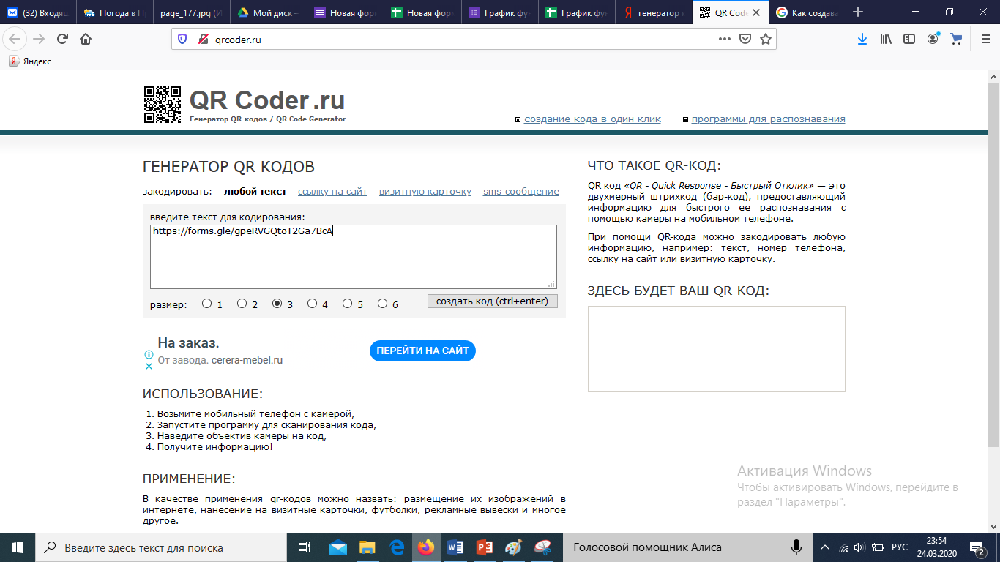 (32) Входящ
Погода в П
page_177.jpg (И
Мой диск –
Новая фор
Новая фор
График фу
График фу
генератор к
QR Code
Как создава
qrcoder.ru
Яндекс
QR Coder.ru
Генератор QR-кодов / QR Code Generator
создание кода в один клик
программы для распознавания
ГЕНЕРАТОР QR КОДОВ
закодировать: любой текст ссылку на сайт визитную карточку sms-сообщение
введите текст для кодирования:
https://forms.gle/gpeRVGQtoT2Ga7BcA
размер: 1 2 3 4 5 6 создать код (ctrl+enter)
На заказ.
От завода. cerera-mebel.ru
ПЕРЕЙТИ НА САЙТ
ИСПОЛЬЗОВАНИЕ:
1. Возьмите мобильный телефон с камерой,
2. Запустите программу для сканирования кода,
3. Наведите объектив камеры на код,
4. Получите информацию!
ПРИМЕНЕНИЕ:
В качестве применения qr-кодов можно назвать: размещение их изображений в
интернете, нанесение на визитные карточки, футболки, рекламные вывески и многое
другое.
ЧТО ТАКОЕ QR-КОД:
QR код «QR - Quick Response - Быстрый Отклик» — это
двухмерный штрихкод (бар-код), предоставляющий
информацию для быстрого ее распознавания с
помощью камеры на мобильном телефоне.
При помощи QR-кода можно закодировать любую
информацию, например: текст, номер телефона,
ссылку на сайт или визитную карточку.
ЗДЕСЬ БУДЕТ ВАШ QR-КОД:
Активация Windows
Чтобы активировать Windows, перейдите в
раздел "Параметры".
Введите здесь текст для поиска
Голосовой помощник Алиса
РУС
23:54
24.03.2020
2